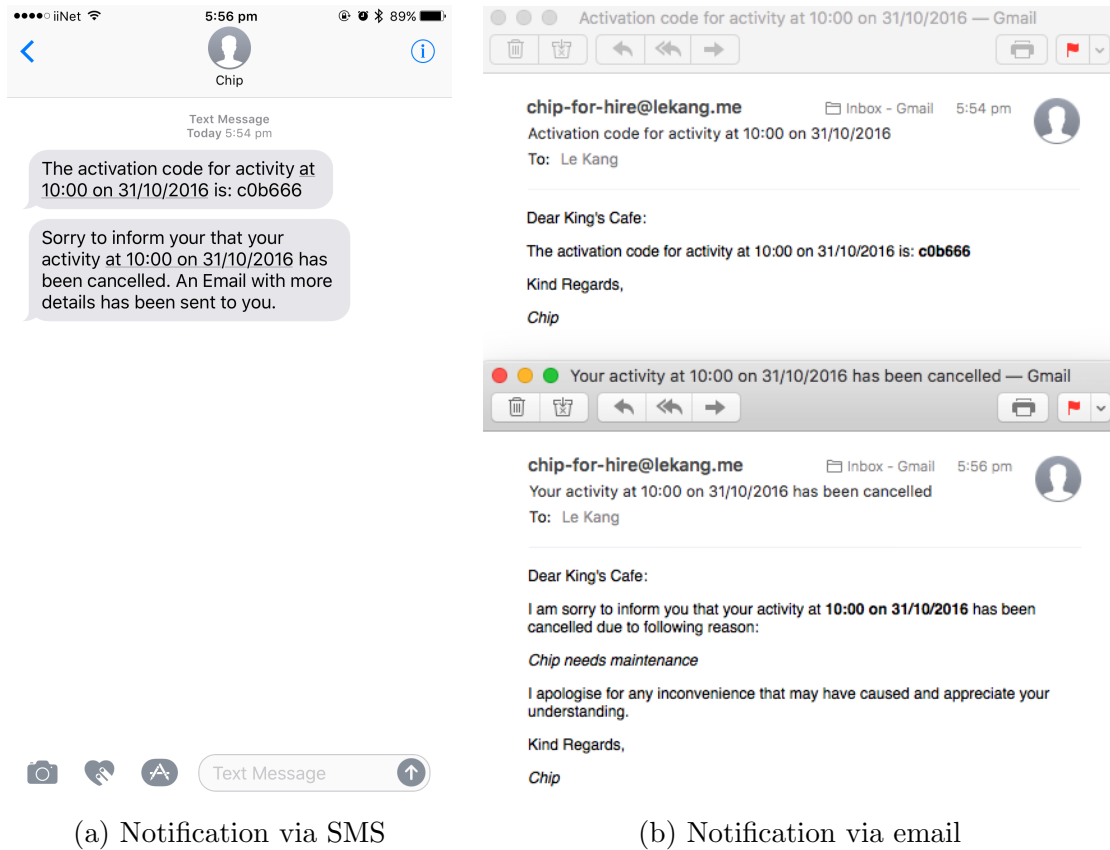 iiNet
5:56 pm
89%
Chip
Text Message
Today 5:54 pm
The activation code for activity at
10:00 on 31/10/2016 is: c0b666
Sorry to inform your that your
activity at 10:00 on 31/10/2016 has
been cancelled. An Email with more
details has been sent to you.
Text Message
(a) Notification via SMS
Activation code for activity at 10:00 on 31/10/2016 — Gmail
chip-for-hire@lekang.me
Inbox - Gmail
5:54 pm
Activation code for activity at 10:00 on 31/10/2016
To: Le Kang
Dear King's Cafe:
The activation code for activity at 10:00 on 31/10/2016 is: c0b666
Kind Regards,
Chip
Your activity at 10:00 on 31/10/2016 has been cancelled — Gmail
chip-for-hire@lekang.me
Inbox - Gmail
5:56 pm
Your activity at 10:00 on 31/10/2016 has been cancelled
To: Le Kang
Dear King's Cafe:
I am sorry to inform you that your activity at 10:00 on 31/10/2016 has been
cancelled due to following reason:
Chip needs maintenance
I apologise for any inconvenience that may have caused and appreciate your
understanding.
Kind Regards,
Chip
(b) Notification via email